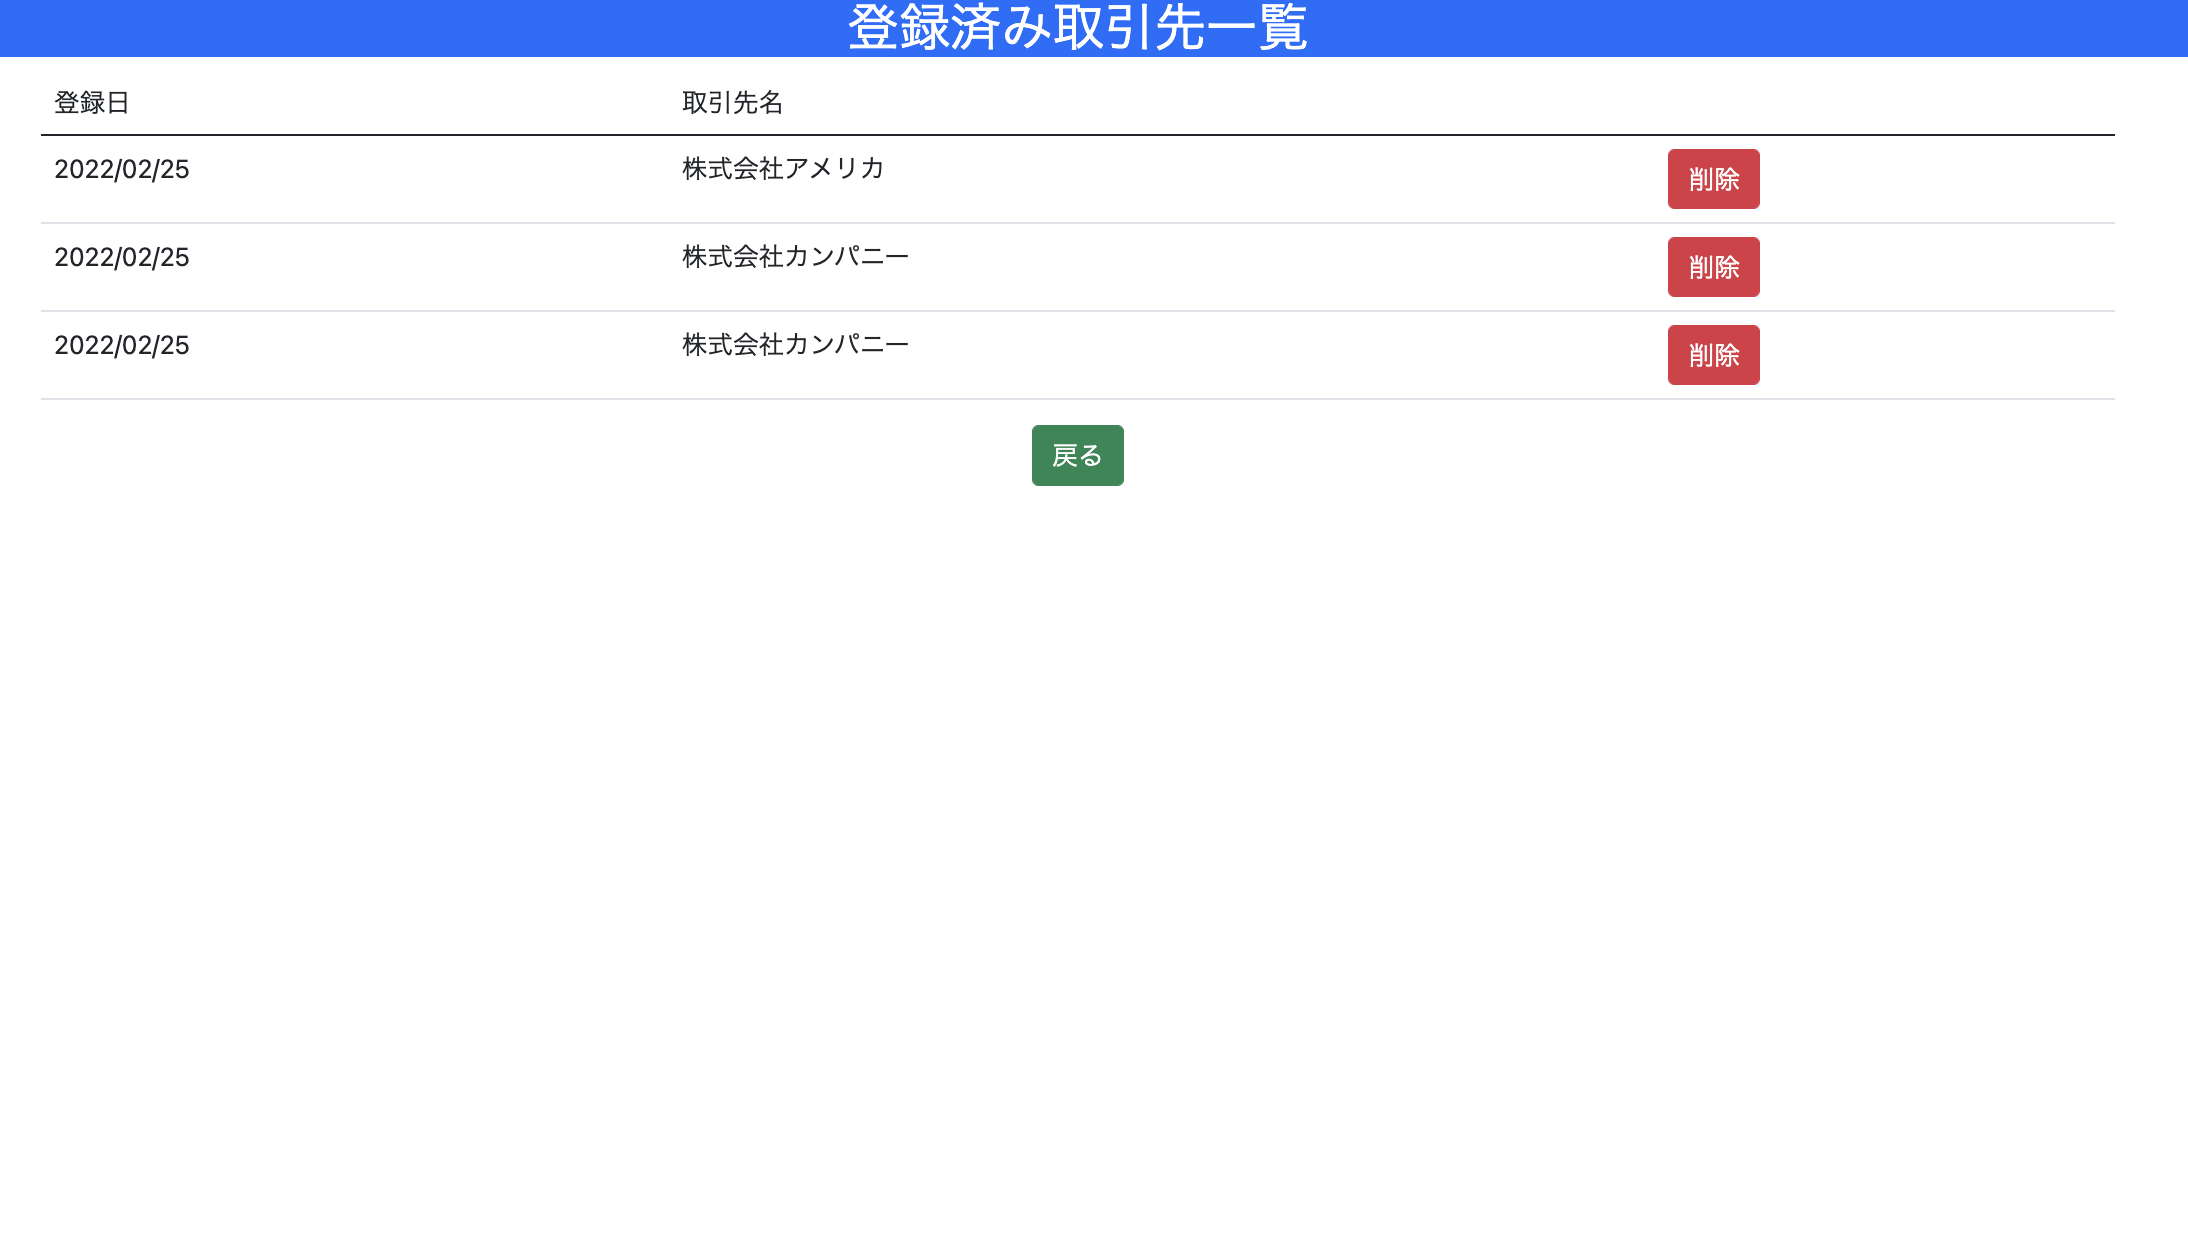 登録済み取引先一覧
登録日 取引先名
2022/02/25 株式会社アメリカ 削除
2022/02/25 株式会社カンパニー 削除
2022/02/25 株式会社カンパニー 削除
戻る